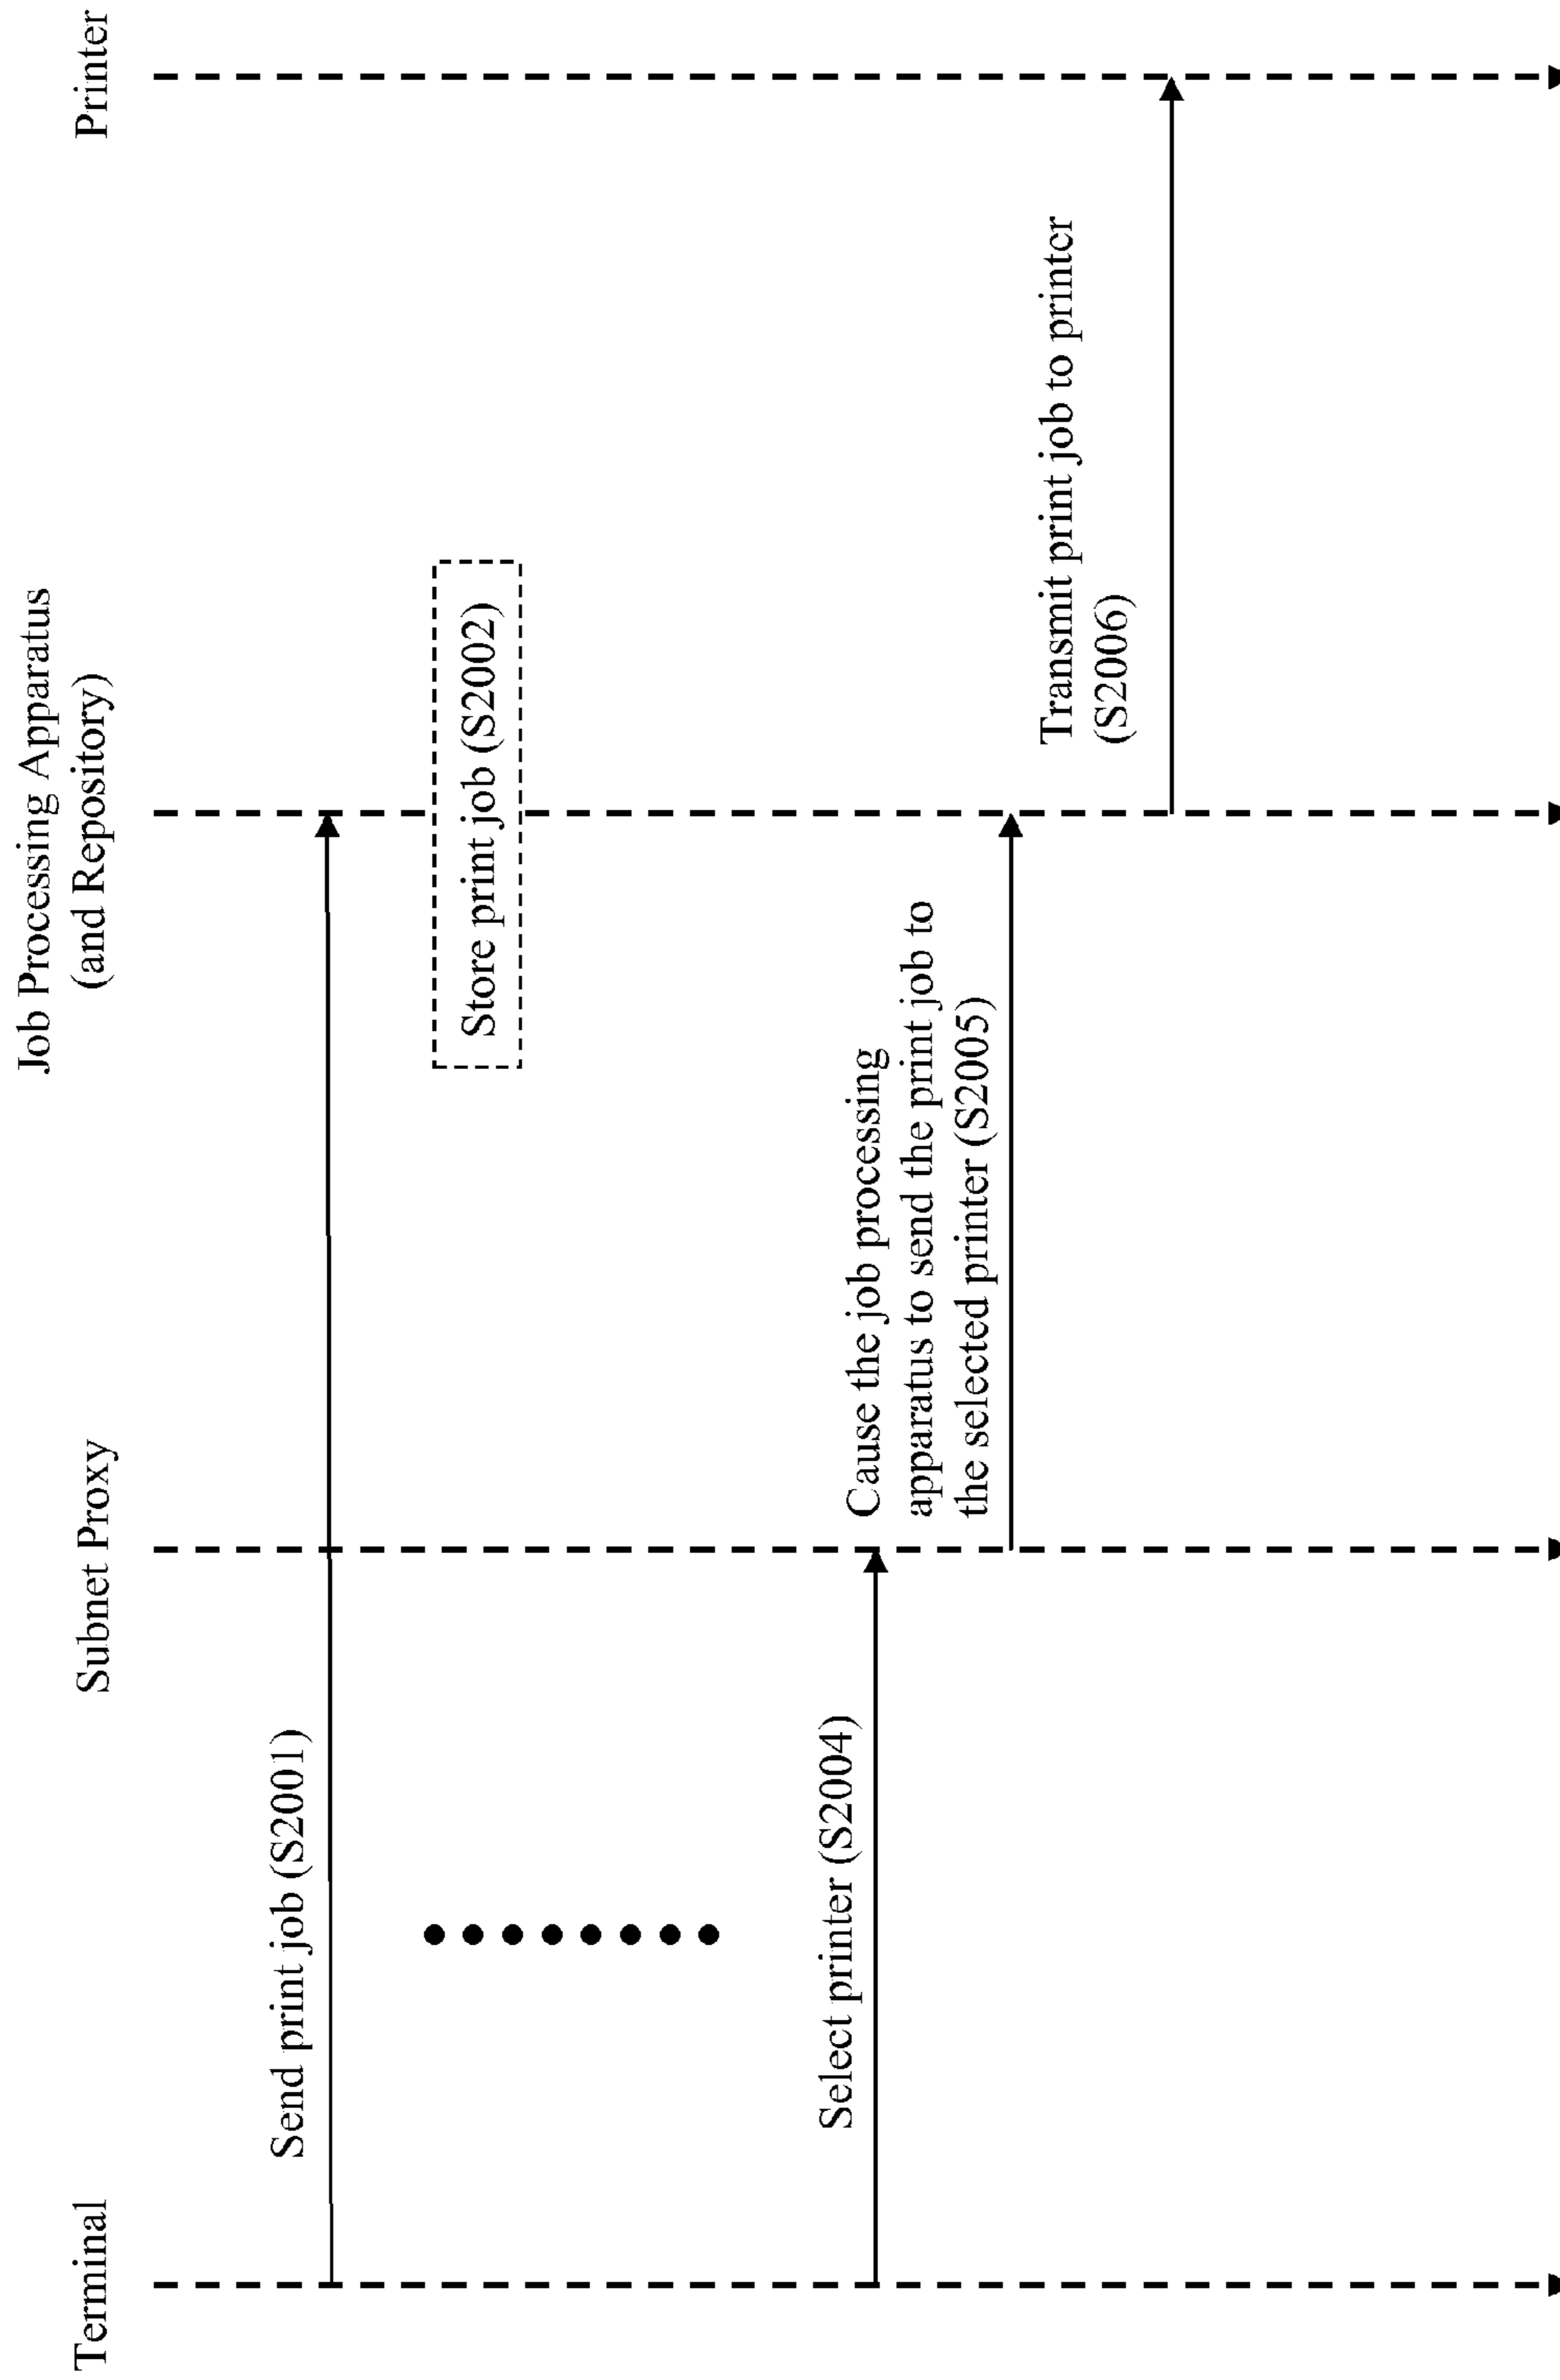 Terminal
Subnet Proxy
Job Processing Apparatus
(and Repository)
Printer
Send print job (S2001)
Store print job (S2002)
Select printer (S2004)
Cause the job processing
apparatus to send the print job to
the selected printer (S2005)
Transmit print job to printer
(S2006)